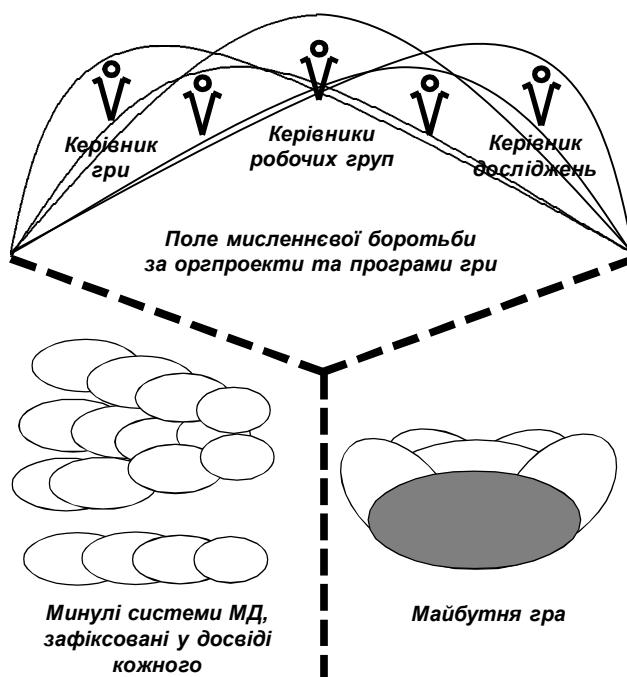 Керівник
гри
Керівники
робочих груп
Керівник
досліджень
Поле мисленнєвої боротьби
за оргпроекти та програми гри
Минулі системи МД,
зафіксовані у досвіді
кожного
Майбутня гра